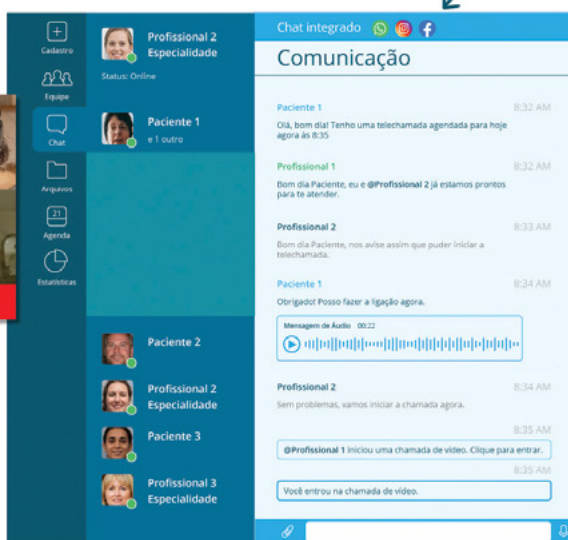 Cadastro
Equipe
Chat
Arquivos
21
Agenda
Estatísticas
Profissional 2
Especialidade
Status: Online
Paciente 1
e 1 outro
Paciente 2
Profissional 2
Especialidade
Paciente 3
Profissional 3
Especialidade
Chat integrado
Comunicação
Paciente 1 8:32 AM
Olá, bom dia! Tenho uma telechamada agendada para hoje
agora às 8:35
Profissional 1 8:32 AM
Bom dia Paciente, eu e @Profissional 2 já estamos prontos
para te atender.
Profissional 2 8:33 AM
Bom dia Paciente, nos avise assim que puder iniciar a
telechamada.
Paciente 1 8:34 AM
Obrigado! Posso fazer a ligação agora.
Mensagem de Áudio 00:22
Profissional 2 8:34 AM
Sem problemas, vamos iniciar a chamada agora.
8:35 AM
@Profissional 1 iniciou uma chamada de vídeo. Clique para entrar.
8:35 AM
Você entrou na chamada de vídeo.